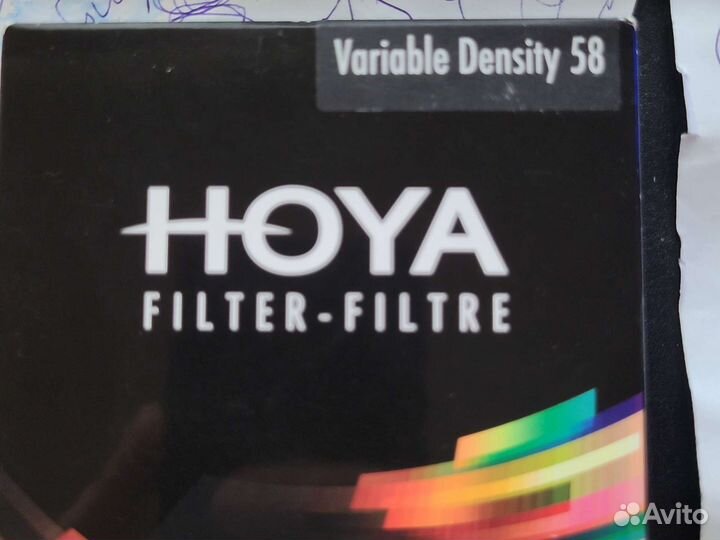 Variable Density 58
HOYA
FILTER-FILTRE
Avito